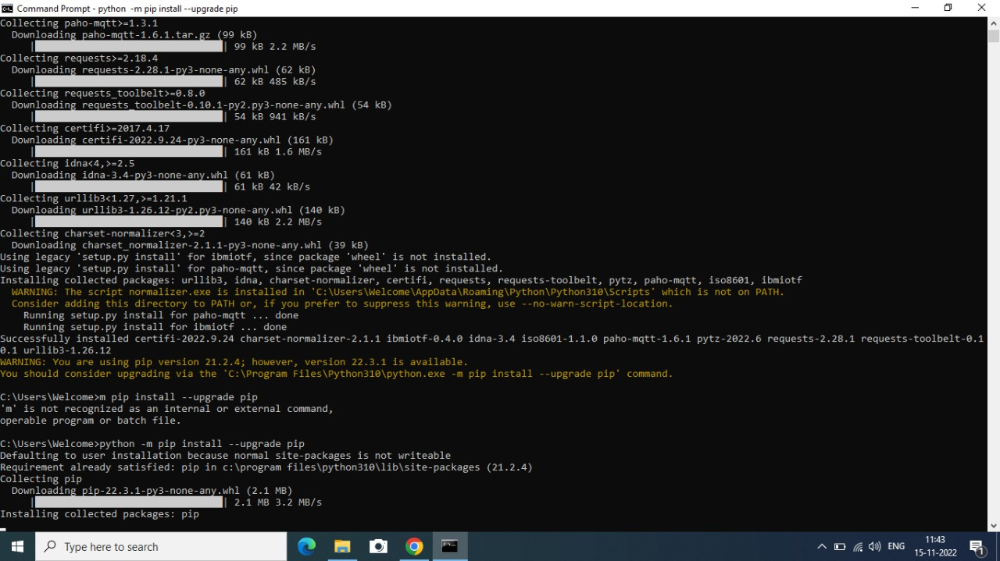 Command Prompt - python -m pip install --upgrade pip
Collecting paho-mqtt>=1.3.1
Downloading paho-mqtt-1.6.1.tar.gz (99 kB)
| | 99 kB 2.2 MB/s
Collecting requests>=2.18.4
Downloading requests-2.28.1-py3-none-any.whl (62 kB)
| | 62 kB 485 kB/s
Collecting requests_toolbelt>=0.8.0
Downloading requests_toolbelt-0.10.1-py2.py3-none-any.whl (54 kB)
| | 54 kB 941 kB/s
Collecting certifi>=2017.4.17
Downloading certifi-2022.9.24-py3-none-any.whl (161 kB)
| | 161 kB 1.6 MB/s
Collecting idna<4,>=2.5
Downloading idna-3.4-py3-none-any.whl (61 kB)
| | 61 kB 42 kB/s
Collecting urllib3<1.27,>=1.21.1
Downloading urllib3-1.26.12-py2.py3-none-any.whl (140 kB)
| | 140 kB 2.2 MB/s
Collecting charset-normalizer<3,>=2
Downloading charset_normalizer-2.1.1-py3-none-any.whl (39 kB)
Using legacy 'setup.py install' for ibmiotf, since package 'wheel' is not installed.
Using legacy 'setup.py install' for paho-mqtt, since package 'wheel' is not installed.
Installing collected packages: urllib3, idna, charset-normalizer, certifi, requests, requests-toolbelt, pytz, paho-mqtt, iso8601, ibmiotf
WARNING: The script normalizer.exe is installed in 'C:\Users\Welcome\AppData\Roaming\Python\Python310\Scripts' which is not on PATH.
Consider adding this directory to PATH or, if you prefer to suppress this warning, use --no-warn-script-location.
Running setup.py install for paho-mqtt ... done
Running setup.py install for ibmiotf ... done
Successfully installed certifi-2022.9.24 charset-normalizer-2.1.1 ibmiotf-0.4.0 idna-3.4 iso8601-1.1.0 paho-mqtt-1.6.1 pytz-2022.6 requests-2.28.1 requests-toolbelt-0.1
0.1 urllib3-1.26.12
WARNING: You are using pip version 21.2.4; however, version 22.3.1 is available.
You should consider upgrading via the 'C:\Program Files\Python310\python.exe -m pip install --upgrade pip' command.
C:\Users\Welcome>m pip install --upgrade pip
'm' is not recognized as an internal or external command,
operable program or batch file.
C:\Users\Welcome>python -m pip install --upgrade pip
Defaulting to user installation because normal site-packages is not writeable
Requirement already satisfied: pip in c:\program files\python310\lib\site-packages (21.2.4)
Collecting pip
Downloading pip-22.3.1-py3-none-any.whl (2.1 MB)
| | 2.1 MB 3.2 MB/s
Installing collected packages: pip
Type here to search
ENG
11:43
15-11-2022
1